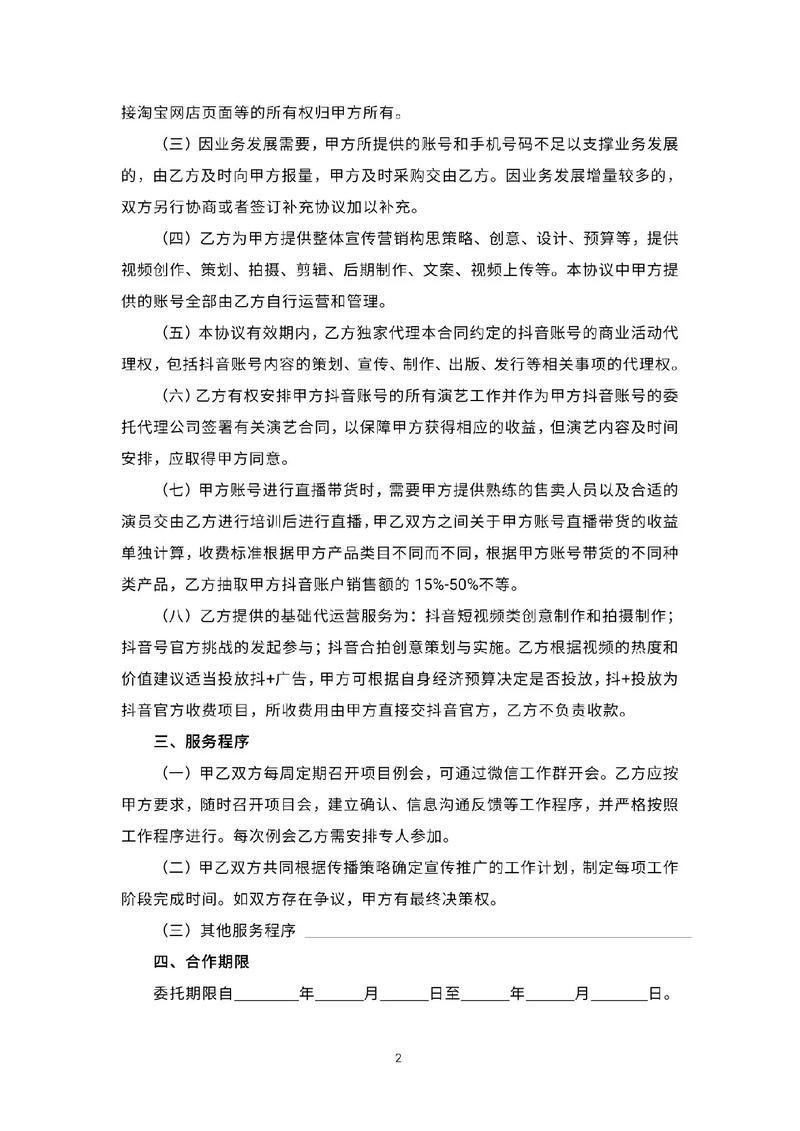 接淘宝网店页面等的所有权归甲方所有。
（三）因业务发展需要，甲方所提供的账号和手机号码不足以支撑业务发展
的，由乙方及时向甲方报量，甲方及时采购交由乙方。因业务发展增量较多的，
双方另行协商或者签订补充协议加以补充。
（四）乙方为甲方提供整体宣传营销构思策略、创意、设计、预算等，提供
视频创作、策划、拍摄、剪辑、后期制作、文案、视频上传等。本协议中甲方提
供的账号全部由乙方自行运营和管理。
（五）本协议有效期内，乙方独家代理本合同约定的抖音账号的商业活动代
理权，包括抖音账号内容的策划、宣传、制作、出版、发行等相关事项的代理权。
（六）乙方有权安排甲方抖音账号的所有演艺工作并作为甲方抖音账号的委
托代理公司签署有关演艺合同，以保障甲方获得相应的收益，但演艺内容及时间
安排，应取得甲方同意。
（七）甲方账号进行直播带货时，需要甲方提供熟练的售卖人员以及合适的
演员交由乙方进行培训后进行直播，甲乙双方之间关于甲方账号直播带货的收益
单独计算，收费标准根据甲方产品类目不同而不同，根据甲方账号带货的不同种
类产品，乙方抽取甲方抖音账户销售额的 15%-50%不等。
（八）乙方提供的基础代运营服务为：抖音短视频类创意制作和拍摄制作；
抖音号官方挑战的发起参与；抖音合拍创意策划与实施。乙方根据视频的热度和
价值建议适当投放抖+广告，甲方可根据自身经济预算决定是否投放，抖+投放为
抖音官方收费项目，所收费用由甲方直接交抖音官方，乙方不负责收款。
三、服务程序
（一）甲乙双方每周定期召开项目例会，可通过微信工作群开会。乙方应按
甲方要求，随时召开项目会，建立确认、信息沟通反馈等工作程序，并严格按照
工作程序进行。每次例会乙方需安排专人参加。
（二）甲乙双方共同根据传播策略确定宣传推广的工作计划，制定每项工作
阶段完成时间。如双方存在争议，甲方有最终决策权。
（三）其他服务程序 ________________
四、合作期限
委托期限自________年______月______日至______年______月_______日。
2